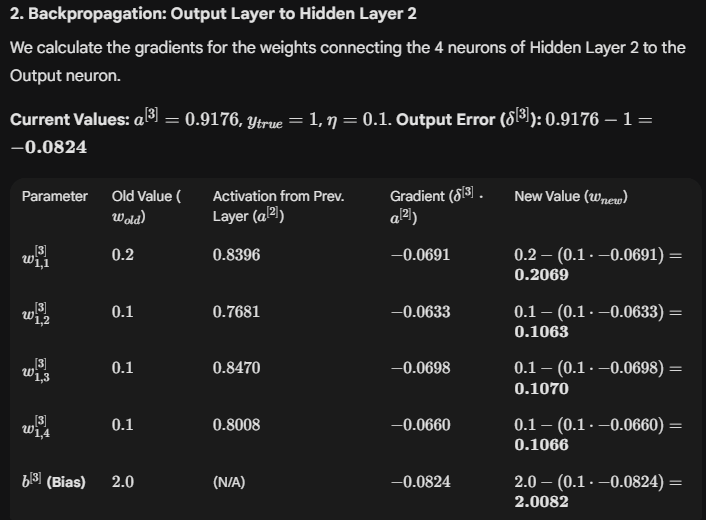 2. Backpropagation: Output Layer to Hidden Layer 2
We calculate the gradients for the weights connecting the 4 neurons of Hidden Layer 2 to the
Output neuron.
Current Values: a^[3] = 0.9176, y_true = 1, η = 0.1. Output Error (δ^[3]): 0.9176 − 1 =
−0.0824
Parameter Old Value (w_old) Activation from Prev. Layer (a^[2]) Gradient (δ^[3] · a^[2]) New Value (w_new)
w_1,1^[3] 0.2 0.8396 −0.0691 0.2 − (0.1 · −0.0691) = 0.2069
w_1,2^[3] 0.1 0.7681 −0.0633 0.1 − (0.1 · −0.0633) = 0.1063
w_1,3^[3] 0.1 0.8470 −0.0698 0.1 − (0.1 · −0.0698) = 0.1070
w_1,4^[3] 0.1 0.8008 −0.0660 0.1 − (0.1 · −0.0660) = 0.1066
b^[3] (Bias) 2.0 (N/A) −0.0824 2.0 − (0.1 · −0.0824) = 2.0082